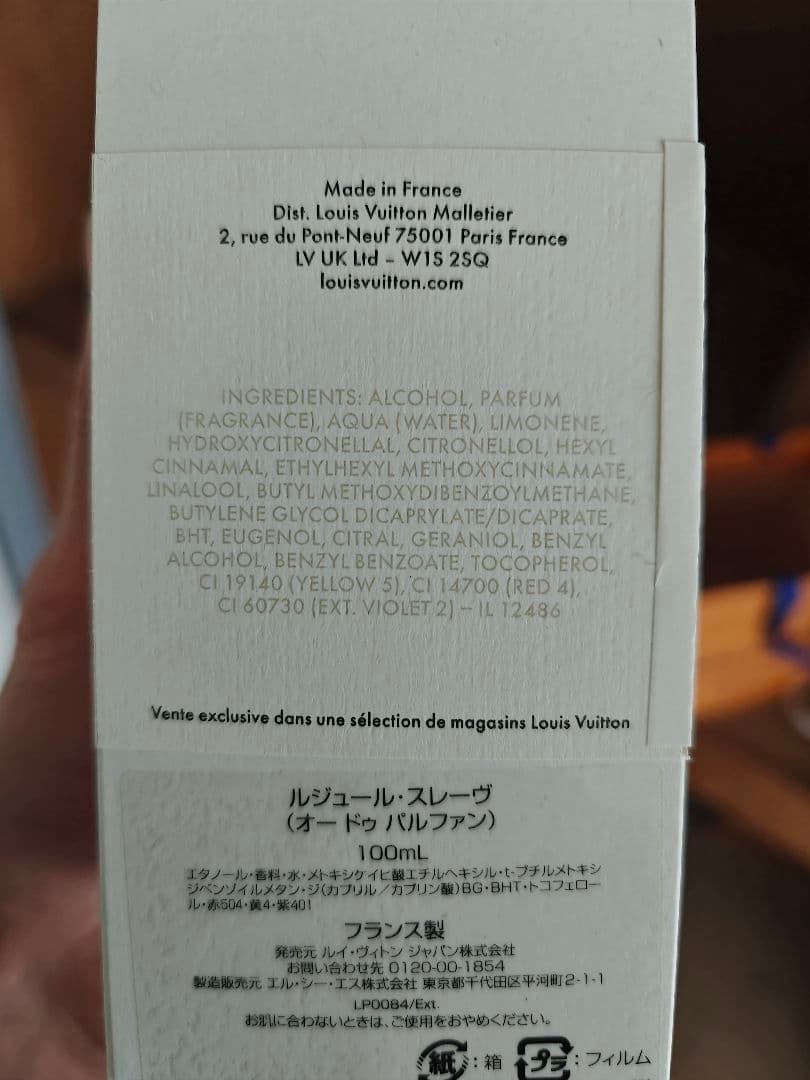 Made in France
Dist. Louis Vuitton Malletier
2, rue du Pont-Neuf 75001 Paris France
LV UK Ltd – W1S 2SQ
louisvuitton.com
INGREDIENTS: ALCOHOL, PARFUM
(FRAGRANCE), AQUA (WATER), LIMONENE,
HYDROXYCITRONELLAL, CITRONELLOL, HEXYL
CINNAMAL, ETHYLHEXYL METHOXYCINNAMATE,
LINALOOL, BUTYL METHOXYDIBENZOYLMETHANE,
BUTYLENE GLYCOL DICAPRYLATE/DICAPRATE,
BHT, EUGENOL, CITRAL, GERANIOL, BENZYL
ALCOHOL, BENZYL BENZOATE, TOCOPHEROL,
CI 19140 (YELLOW 5), CI 14700 (RED 4),
CI 60730 (EXT. VIOLET 2) – IL 12486
Vente exclusive dans une sélection de magasins Louis Vuitton
ルジュール・スレーヴ
（オー ドゥ パルファン）
100mL
エタノール・香料・水・メトキシケイヒ酸エチルヘキシル・t-ブチルメトキシ
ジベンゾイルメタン・ジ（カプリル／カプリン酸）BG・BHT・トコフェロー
ル・赤504・黄4・紫401
フランス製
発売元 ルイ・ヴィトン ジャパン株式会社
お問い合わせ先 0120-00-1854
製造販売元 エル・シー・エス株式会社 東京都千代田区平河町2-1-1
LP0084/Ext.
お肌に合わないときは、ご使用をおやめください。
紙：箱 プラ：フィルム